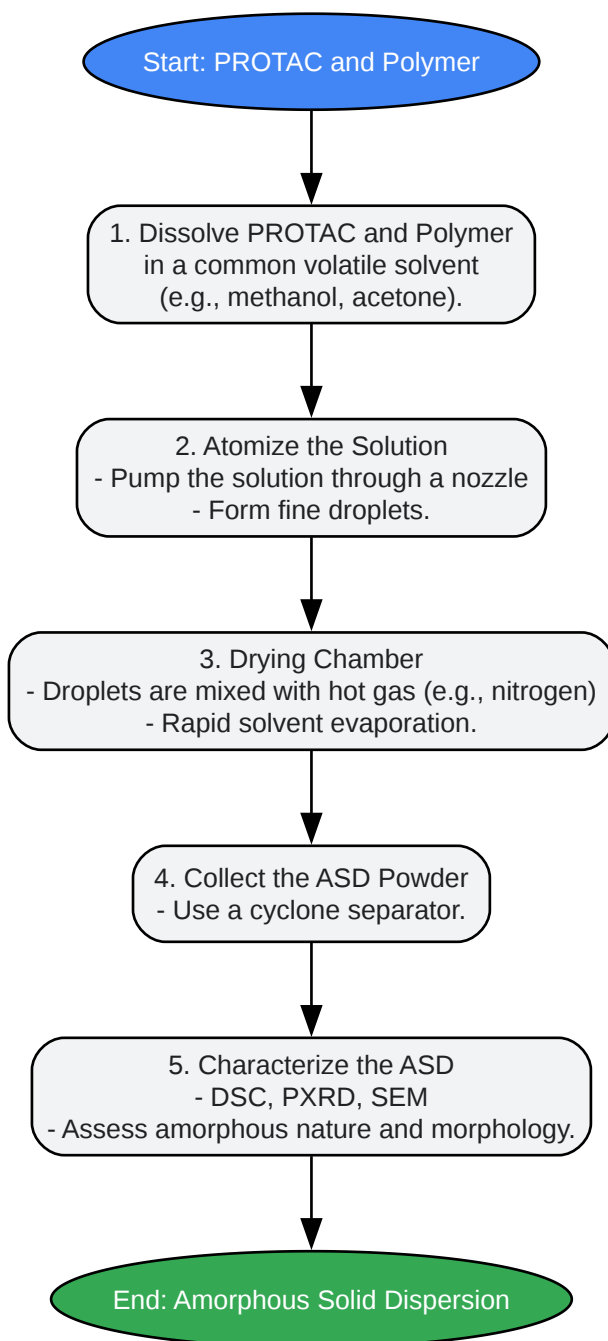 Start: PROTAC and Polymer
1. Dissolve PROTAC and Polymer
in a common volatile solvent
(e.g., methanol, acetone).
2. Atomize the Solution
- Pump the solution through a nozzle
- Form fine droplets.
3. Drying Chamber
- Droplets are mixed with hot gas (e.g., nitrogen)
- Rapid solvent evaporation.
4. Collect the ASD Powder
- Use a cyclone separator.
5. Characterize the ASD
- DSC, PXRD, SEM
- Assess amorphous nature and morphology.
End: Amorphous Solid Dispersion